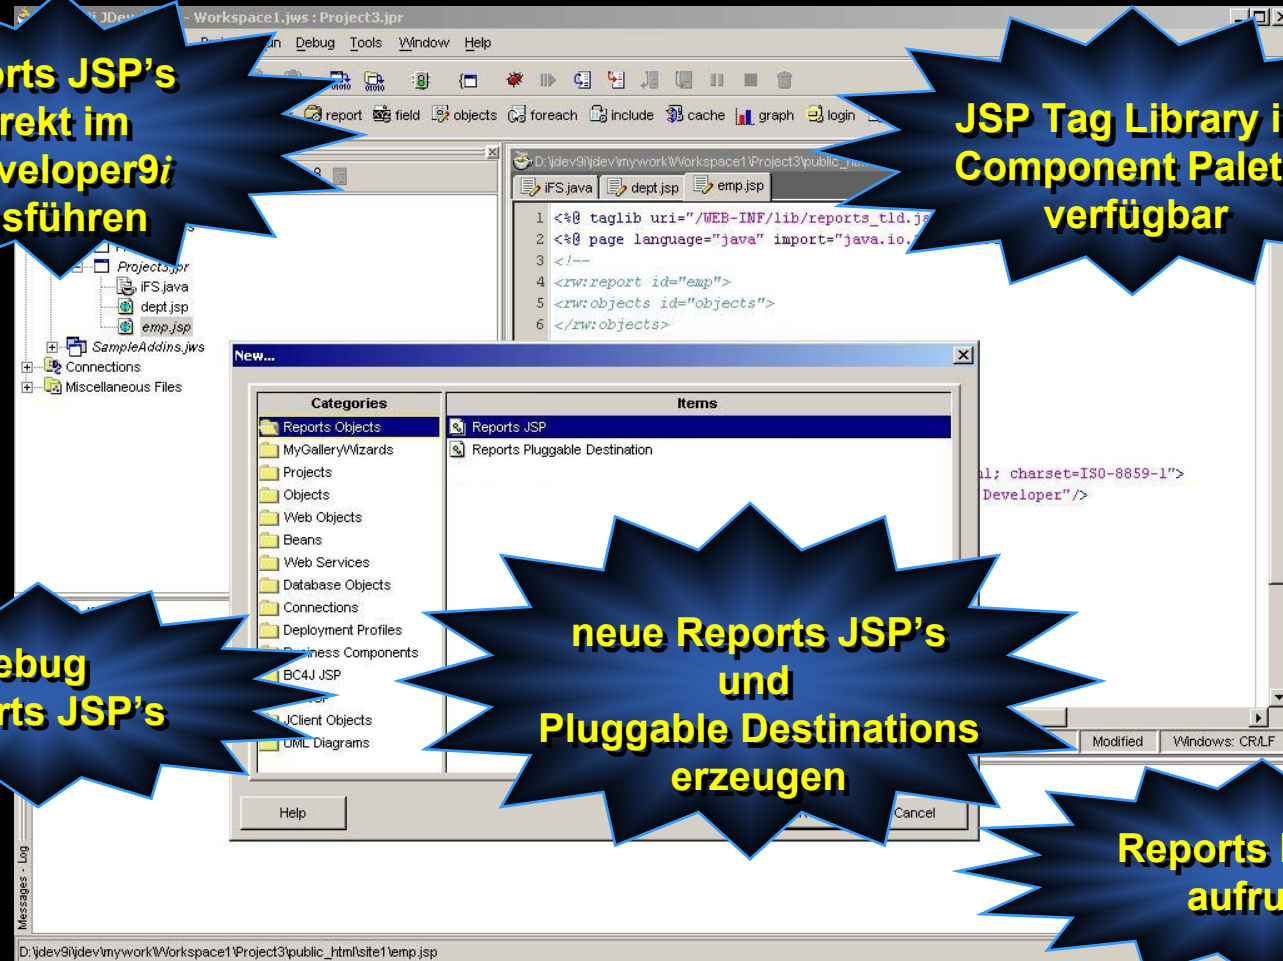 - Workspace1.jws : Project3.jpr
Debug Tools Window Help
report field objects foreach include cache graph login
rekt im
sführen
JSP Tag Library
Component
verfügbar
D:\jdev9i\jdev\mywork\Workspace1\Project3\public_
iFS.java dept.jsp emp.jsp
1 <%@ taglib uri="/WEB-INF/lib/reports_tld.j
2 <%@ page language="java" import="java.io.
3 <!--
4 <rw:report id="emp">
5 <rw:objects id="objects">
6 </rw:objects>
Project3.jpr
iFS.java
dept.jsp
emp.jsp
SampleAddins.jws
Connections
Miscellaneous Files
New...
Categories Items
Reports Objects
MyGalleryWizards
Projects
Objects
Web Objects
Beans
Web Services
Database Objects
Connections
Deployment Profiles
Components
BC4J JSP
JClient Objects
UML Diagrams
Reports JSP
Reports Pluggable Destination
charset=ISO-8859-1">
Developer"/>
neue Reports JSP's
und
Pluggable Destinations
erzeugen
ebug
rts JSP's
Modified Windows: CR/LF
Help Cancel
Reports
aufru
Messages - Log
D:\jdev9i\jdev\mywork\Workspace1\Project3\public_html\site1\emp.jsp